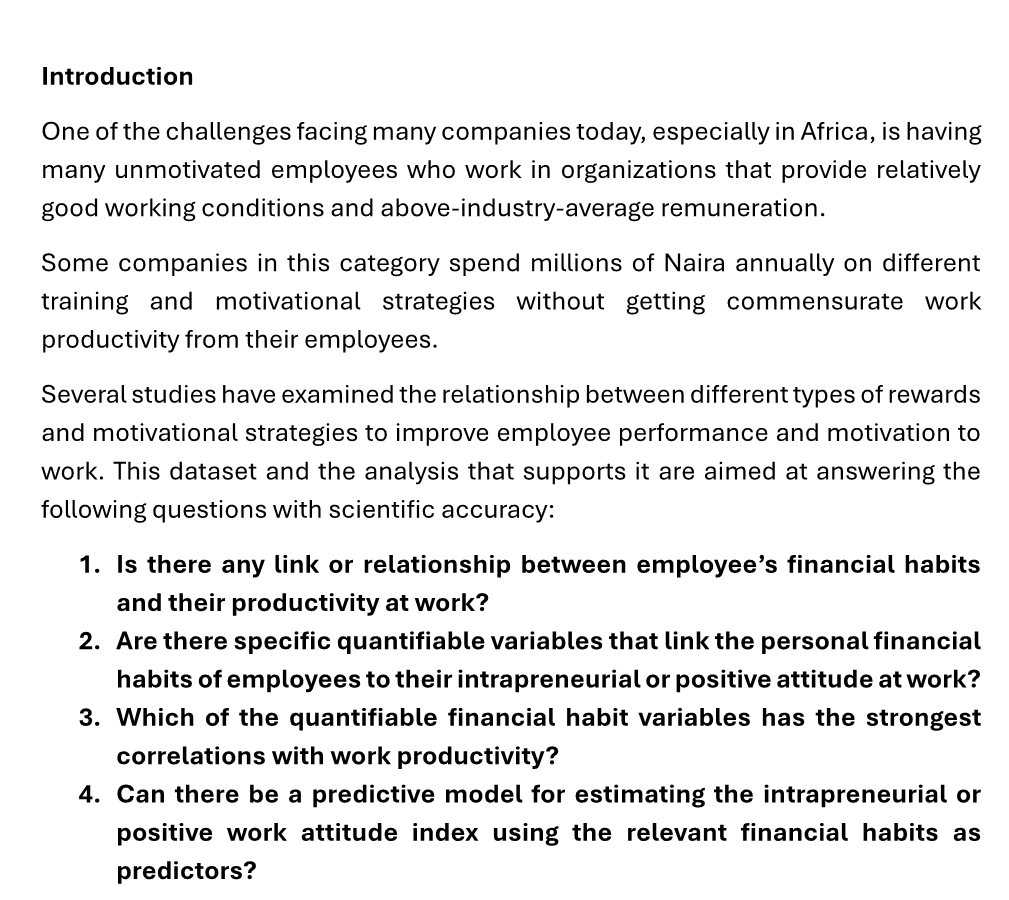 Introduction
One of the challenges facing many companies today, especially in Africa, is having
many unmotivated employees who work in organizations that provide relatively
good working conditions and above-industry-average remuneration.
Some companies in this category spend millions of Naira annually on different
training and motivational strategies without getting commensurate work
productivity from their employees.
Several studies have examined the relationship between different types of rewards
and motivational strategies to improve employee performance and motivation to
work. This dataset and the analysis that supports it are aimed at answering the
following questions with scientific accuracy:
1. Is there any link or relationship between employee’s financial habits
and their productivity at work?
2. Are there specific quantifiable variables that link the personal financial
habits of employees to their intrapreneurial or positive attitude at work?
3. Which of the quantifiable financial habit variables has the strongest
correlations with work productivity?
4. Can there be a predictive model for estimating the intrapreneurial or
positive work attitude index using the relevant financial habits as
predictors?